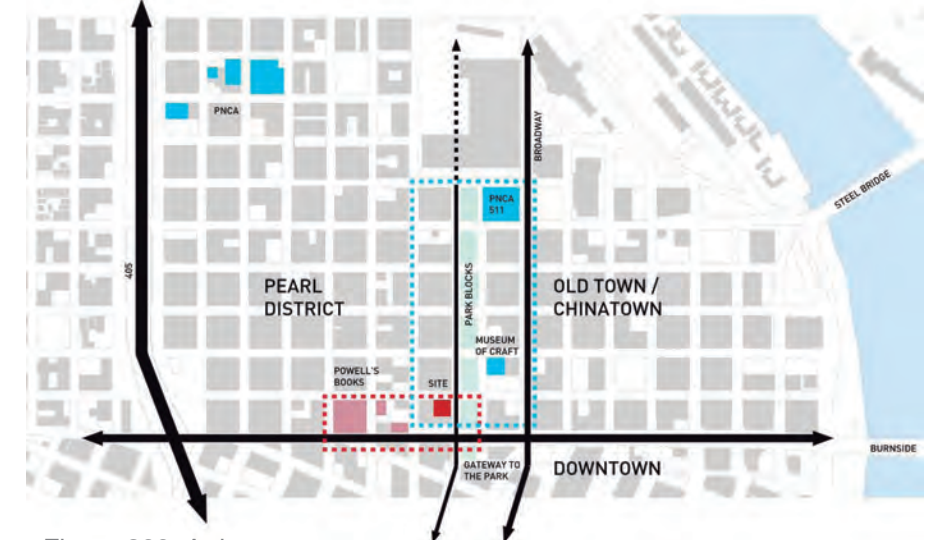 PNCA
BROADWAY
PNCA
511
STEEL BRIDGE
405
PEARL
DISTRICT
PARK BLOCKS
OLD TOWN /
CHINATOWN
MUSEUM
OF CRAFT
POWELL'S
BOOKS
SITE
BURNSIDE
GATEWAY TO
THE PARK
DOWNTOWN